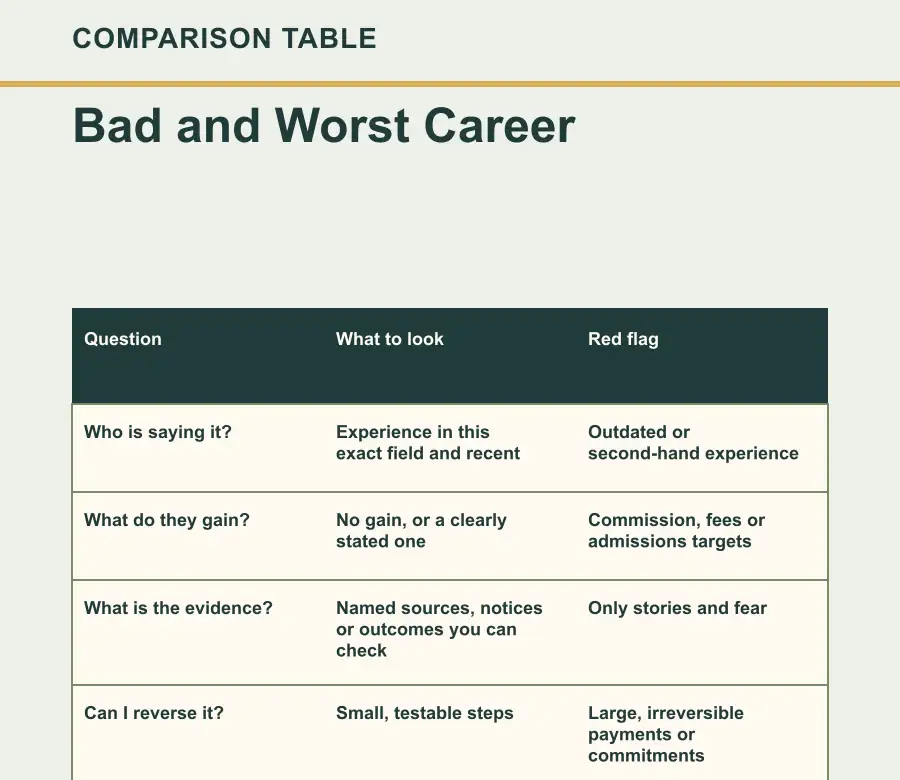 COMPARISON TABLE
Bad and Worst Career
Question
What to look
Red flag
Who is saying it?
Experience in this
exact field and recent
Outdated or
second-hand experience
What do they gain?
No gain, or a clearly
stated one
Commission, fees or
admissions targets
What is the evidence?
Named sources, notices
or outcomes you can
check
Only stories and fear
Can I reverse it?
Small, testable steps
Large, irreversible
payments or
commitments